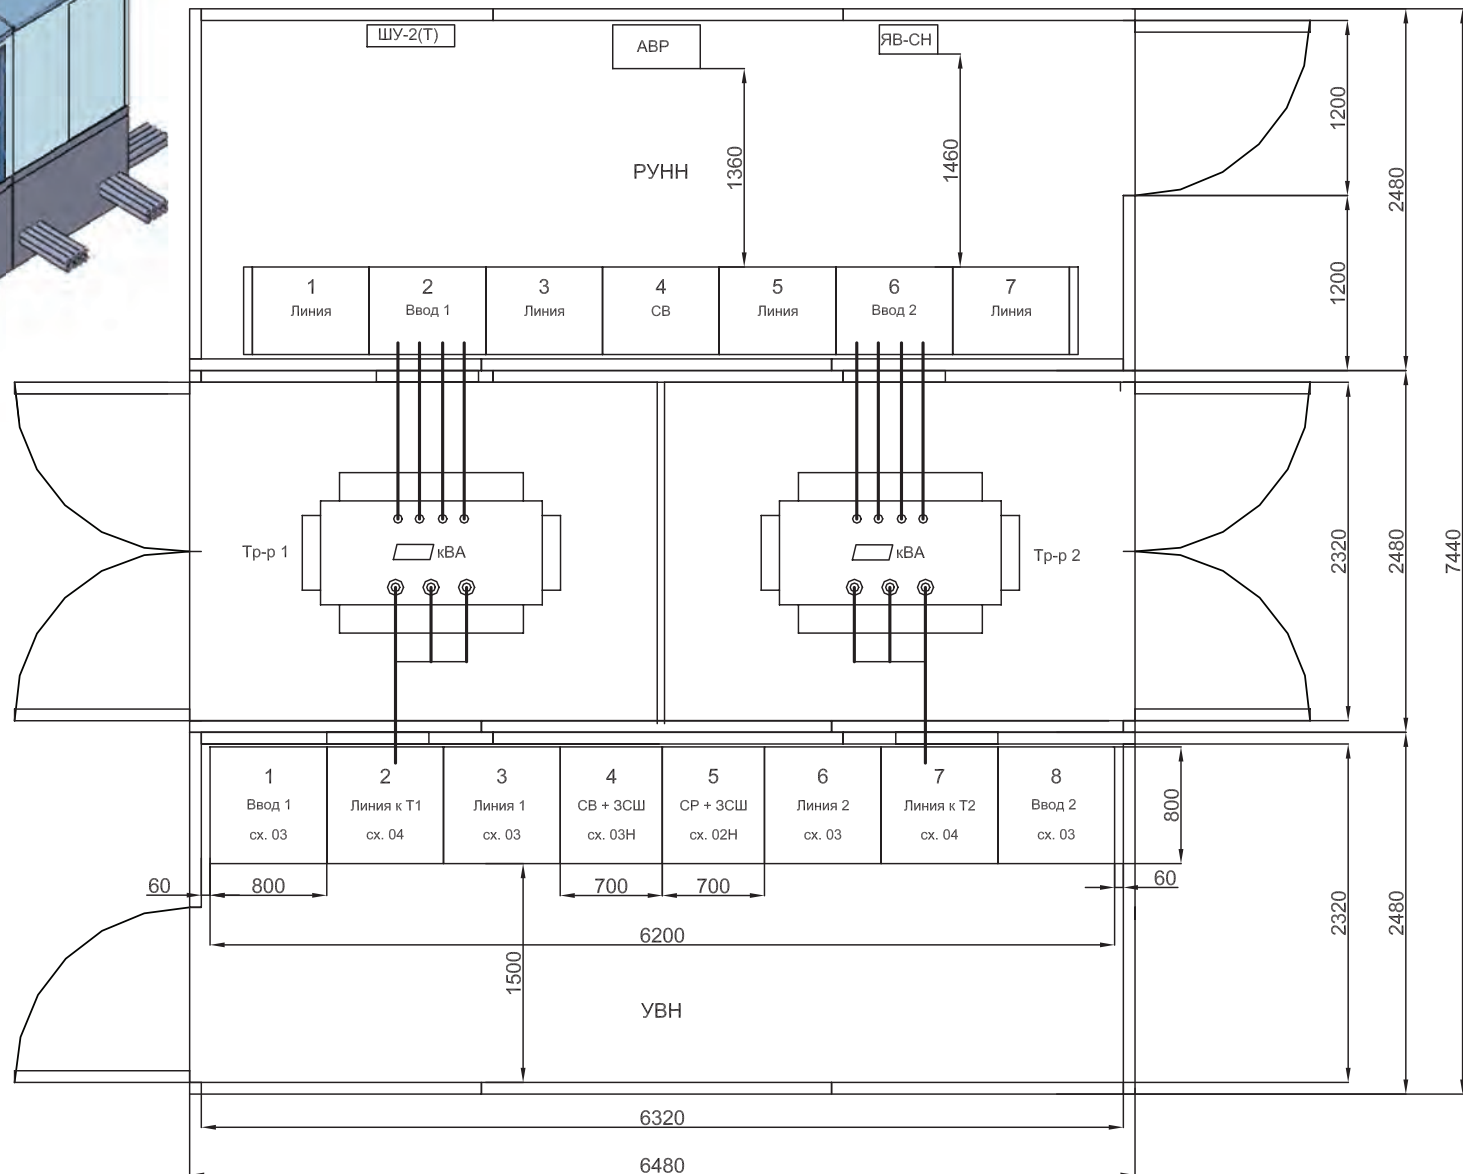 ШУ-2(Т)
АВР
ЯВ-СН
1200
1360
1460
РУНН
2480
1200
1
Линия
2
Ввод 1
3
Линия
4
СВ
5
Линия
6
Ввод 2
7
Линия
Тр-р 1
кВА
кВА
Тр-р 2
2320
2480
7440
1
Ввод 1
сх. 03
2
Линия к Т1
сх. 04
3
Линия 1
сх. 03
4
СВ + ЗСШ
сх. 03Н
5
СР + ЗСШ
сх. 02Н
6
Линия 2
сх. 03
7
Линия к Т2
сх. 04
8
Ввод 2
сх. 03
800
60
800
700
700
60
6200
1500
2320
2480
УВН
6320
6480